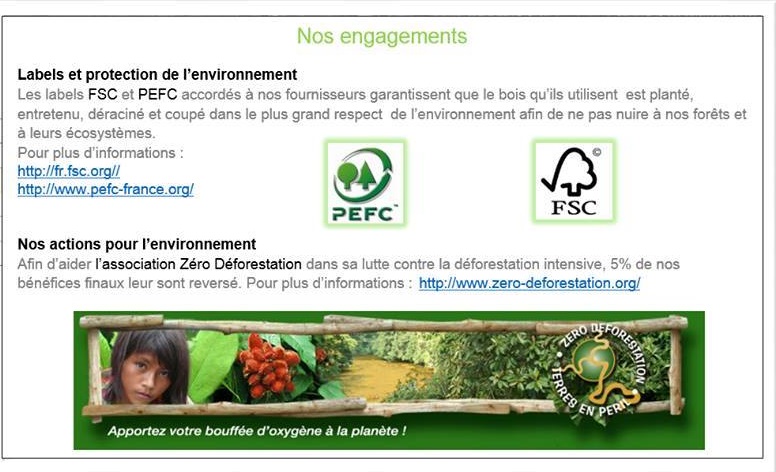 Nos engagements
Labels et protection de l'environnement
Les labels FSC et PEFC accordés à nos fournisseurs garantissent que le bois qu'ils utilisent est planté,
entretenu, déraciné et coupé dans le plus grand respect de l'environnement afin de ne pas nuire à nos forêts et
à leurs écosystèmes.
Pour plus d'informations :
http://fr.fsc.org//
http://www.pefc-france.org/
PEFC™
©
FSC
Nos actions pour l'environnement
Afin d'aider l'association Zéro Déforestation dans sa lutte contre la déforestation intensive, 5% de nos
bénéfices finaux leur sont reversé. Pour plus d'informations : http://www.zero-deforestation.org/
• ZERO DEFORESTATION •
TERRES EN PERIL
Apportez votre bouffée d'oxygène à la planète !